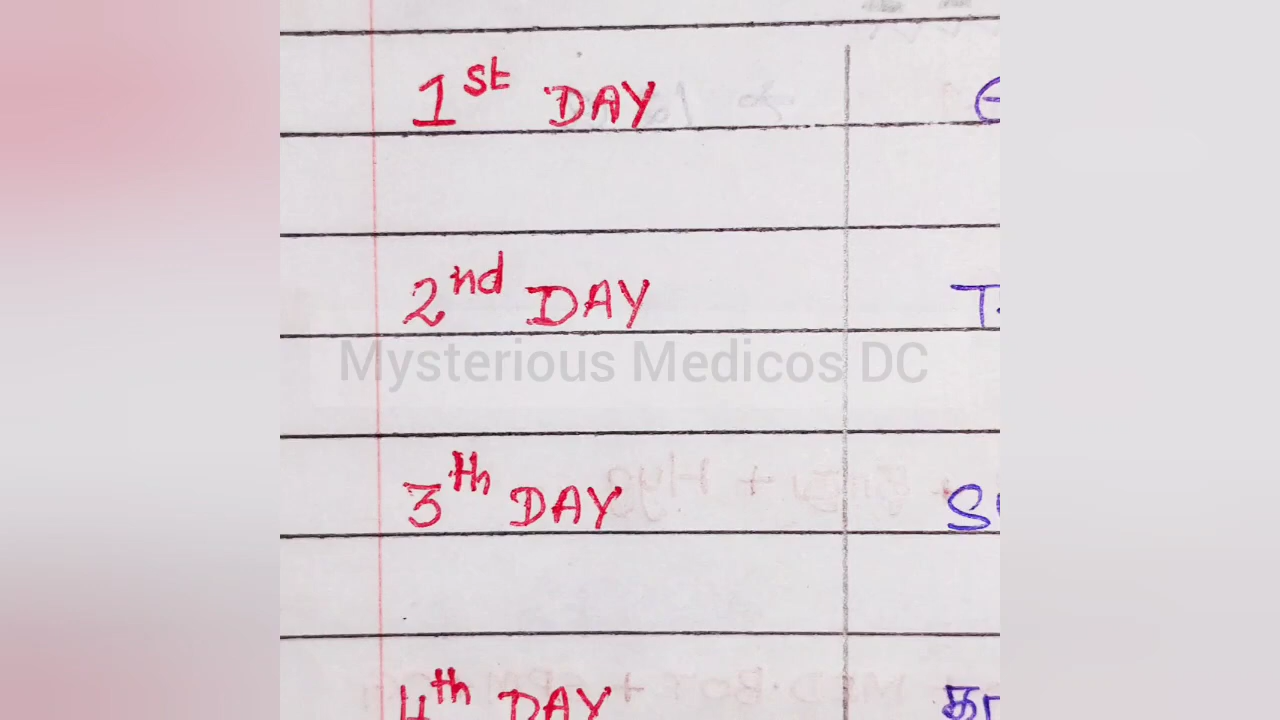 1st DAY
2nd DAY
Mysterious Medicos DC
3th DAY
4th DAY